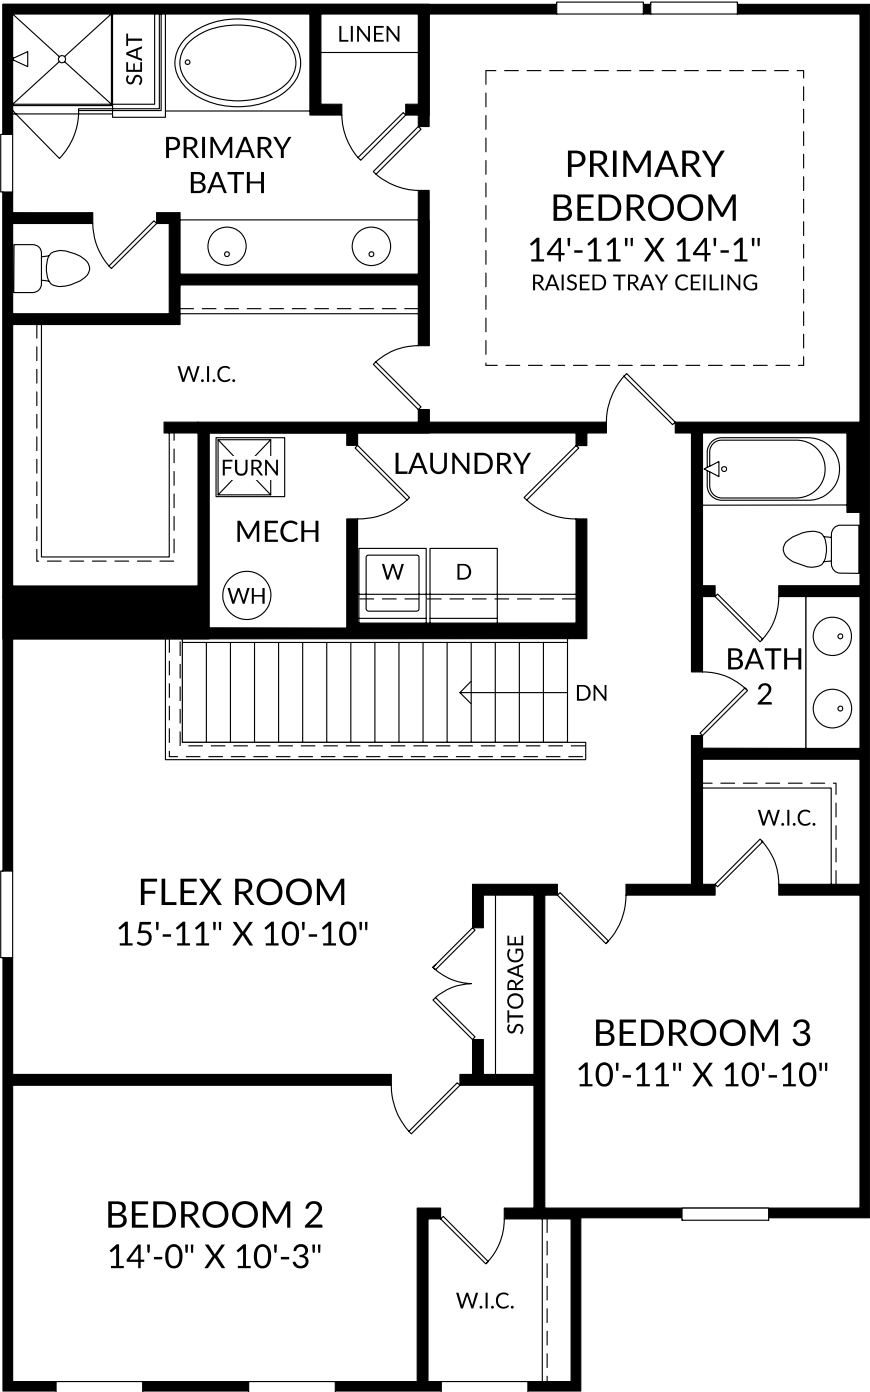 LINEN
SEAT
PRIMARY
BATH
PRIMARY
BEDROOM
14'-11" X 14'-1"
RAISED TRAY CEILING
W.I.C.
FURN
LAUNDRY
MECH
W
D
WH
BATH
2
DN
W.I.C.
FLEX ROOM
15'-11" X 10'-10"
STORAGE
BEDROOM 3
10'-11" X 10'-10"
BEDROOM 2
14'-0" X 10'-3"
W.I.C.